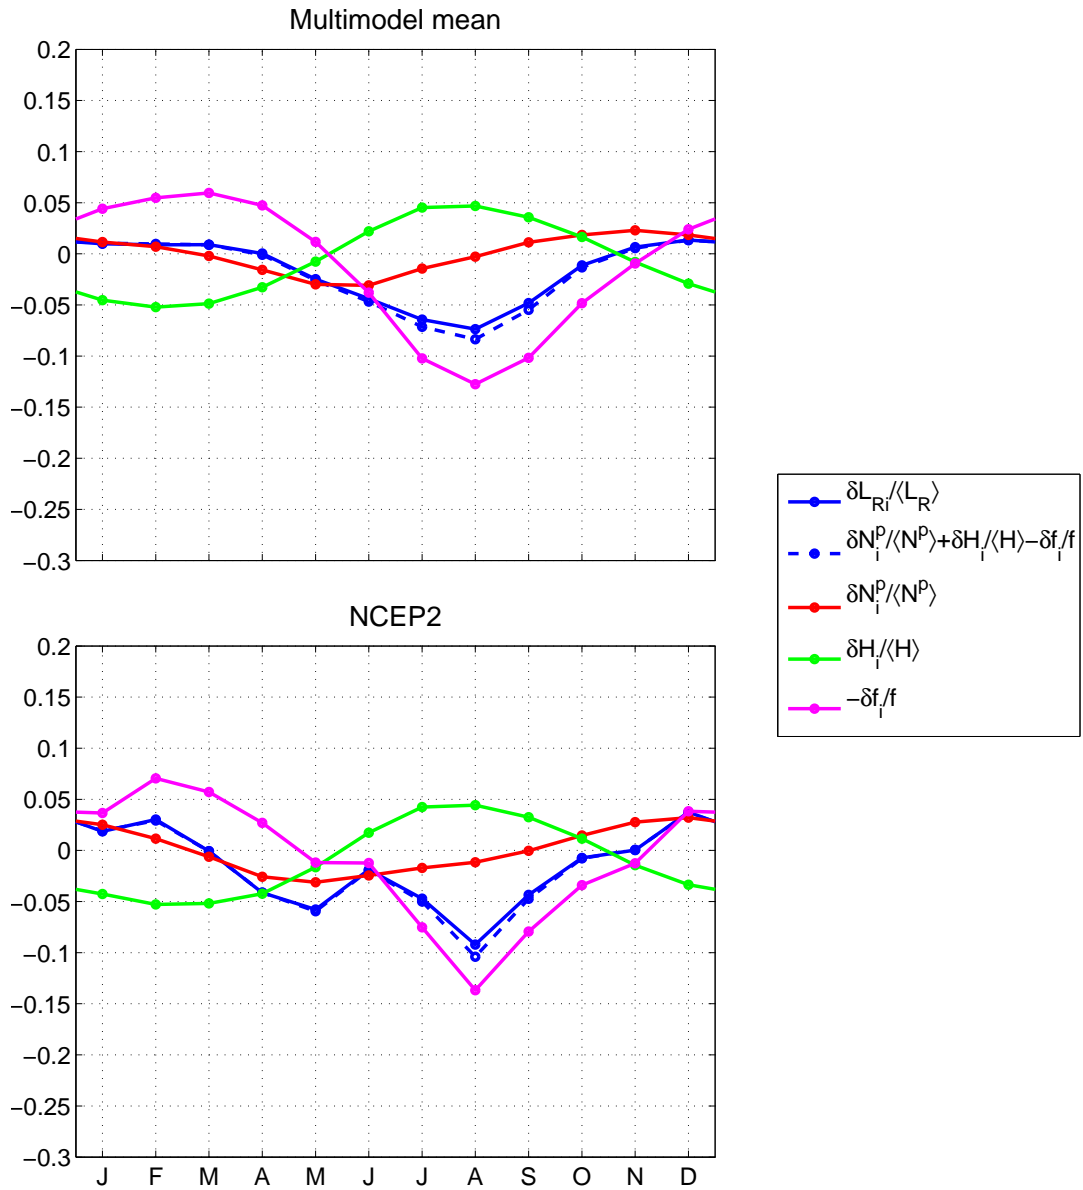 Multimodel mean
0.2
0.15
0.1
0.05
0
−0.05
−0.1
−0.15
−0.2
−0.25
−0.3
δL_Ri/⟨L_R⟩
δN_i^p/⟨N^p⟩+δH_i/⟨H⟩−δf_i/f
δN_i^p/⟨N^p⟩
δH_i/⟨H⟩
−δf_i/f
NCEP2
0.2
0.15
0.1
0.05
0
−0.05
−0.1
−0.15
−0.2
−0.25
−0.3
J F M A M J J A S O N D